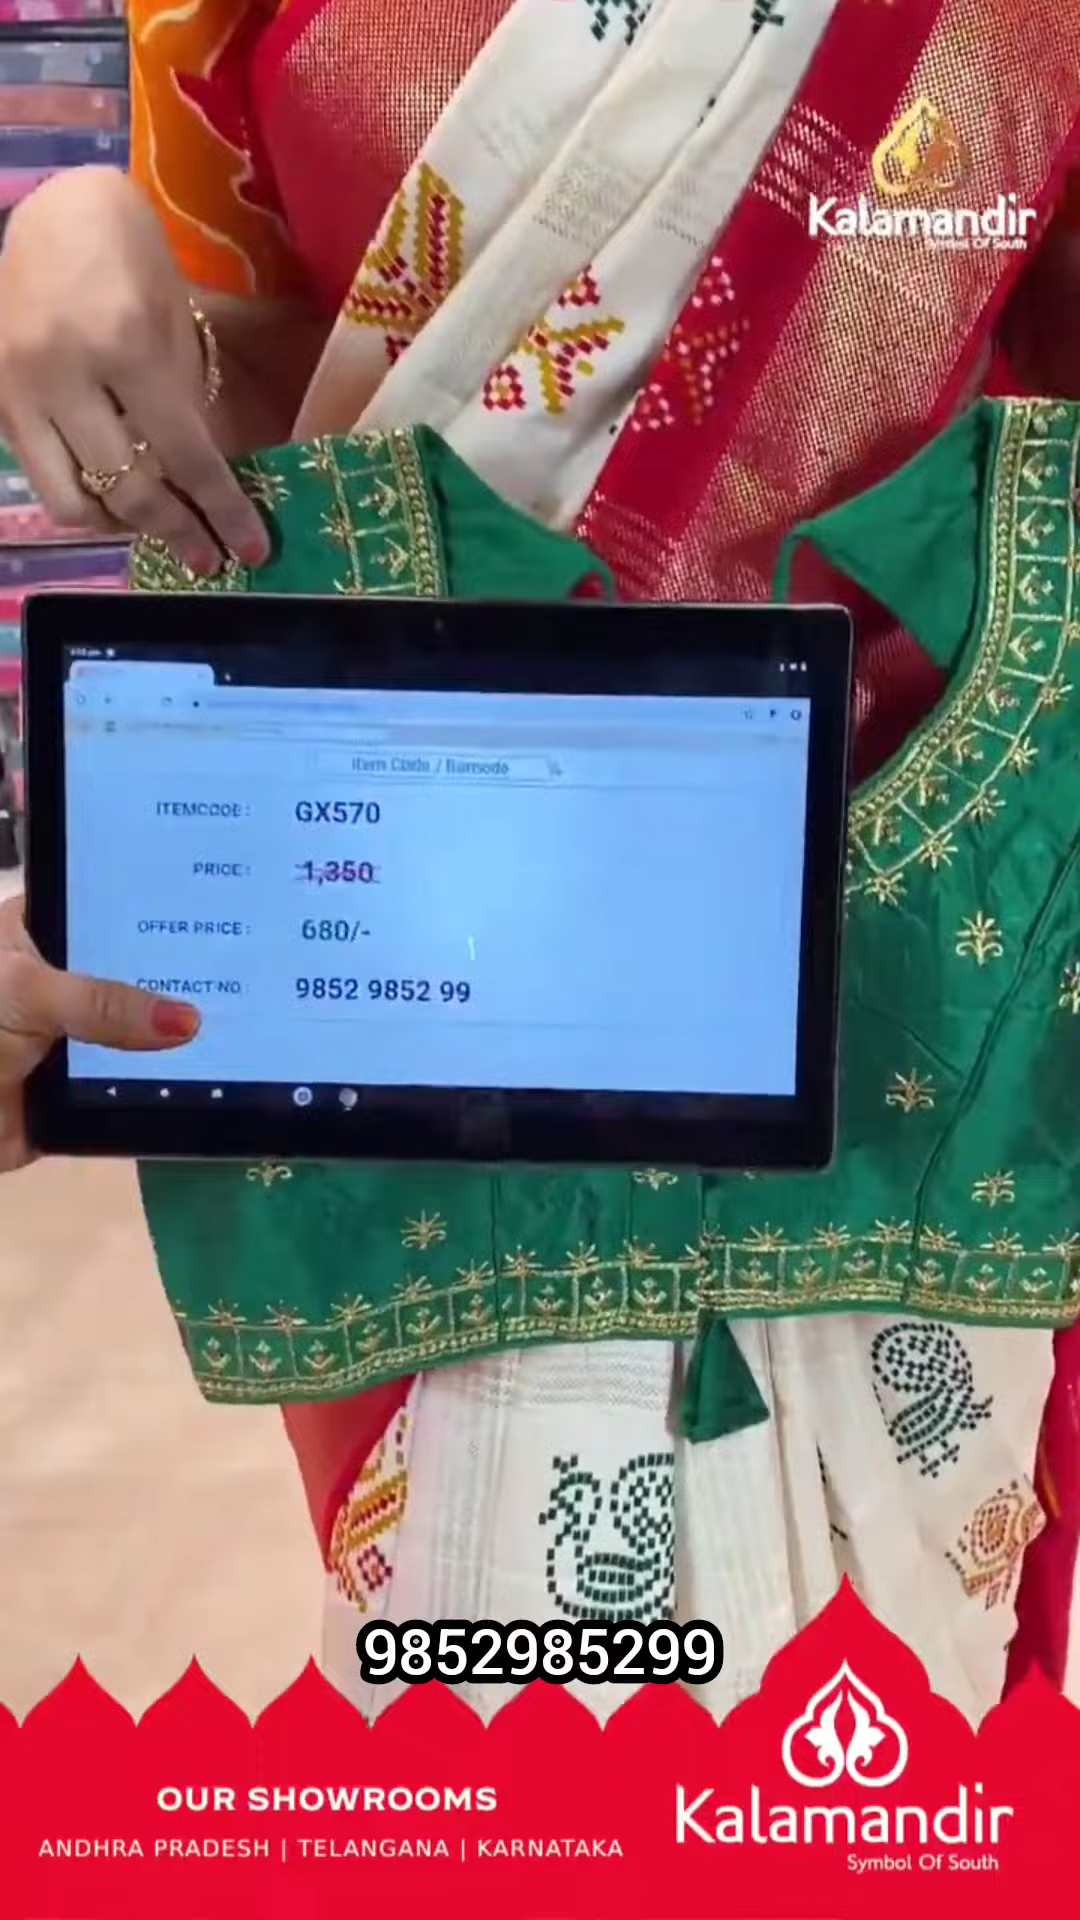 Kalamandir
Symbol Of South
Item Code / Barcode
ITEMCODE : GX570
PRICE : 1,350
OFFER PRICE : 680/-
CONTACT NO : 9852 9852 99
9852985299
OUR SHOWROOMS
ANDHRA PRADESH | TELANGANA | KARNATAKA
Kalamandir
Symbol Of South